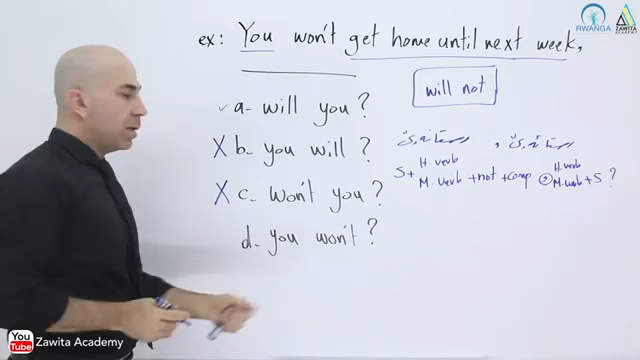 RWANGA
ZAWITA
ACADEMY
ex: You won't get home until next week,
will not
✓ a- will you?
X b- you will?
X c- won't you?
d- you won't?
S + H. verb
M. verb + not + comp , H. verb
M. verb + S ?
You Tube Zawita Academy